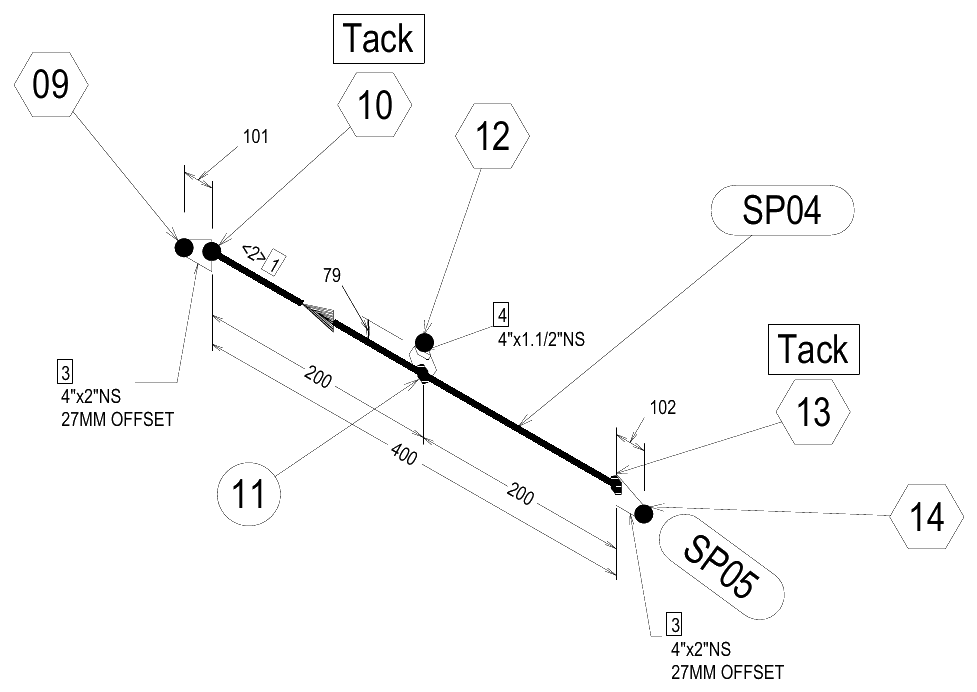 Tack
09
10
12
101
SP04
<2> 1
79
4
4"x1.1/2"NS
Tack
3
4"x2"NS
27MM OFFSET
200
102
13
400
11
200
14
SP05
3
4"x2"NS
27MM OFFSET